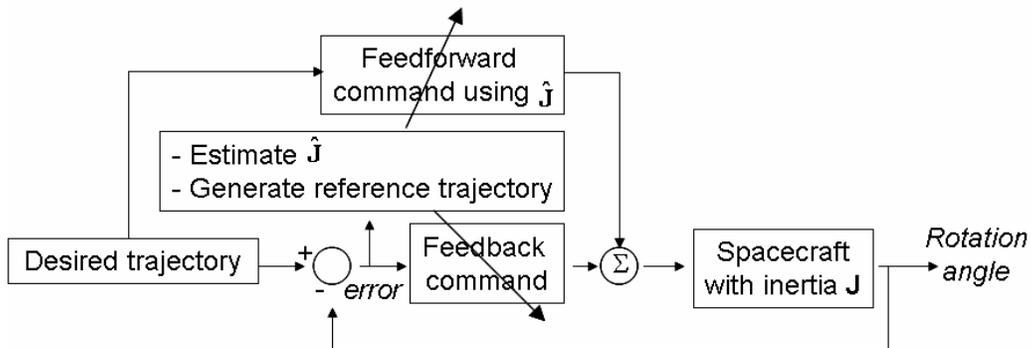 Feedforward
command using Ĵ
- Estimate Ĵ
- Generate reference trajectory
Desired trajectory
+
-
error
Feedback
command
Σ
Spacecraft
with inertia J
Rotation
angle